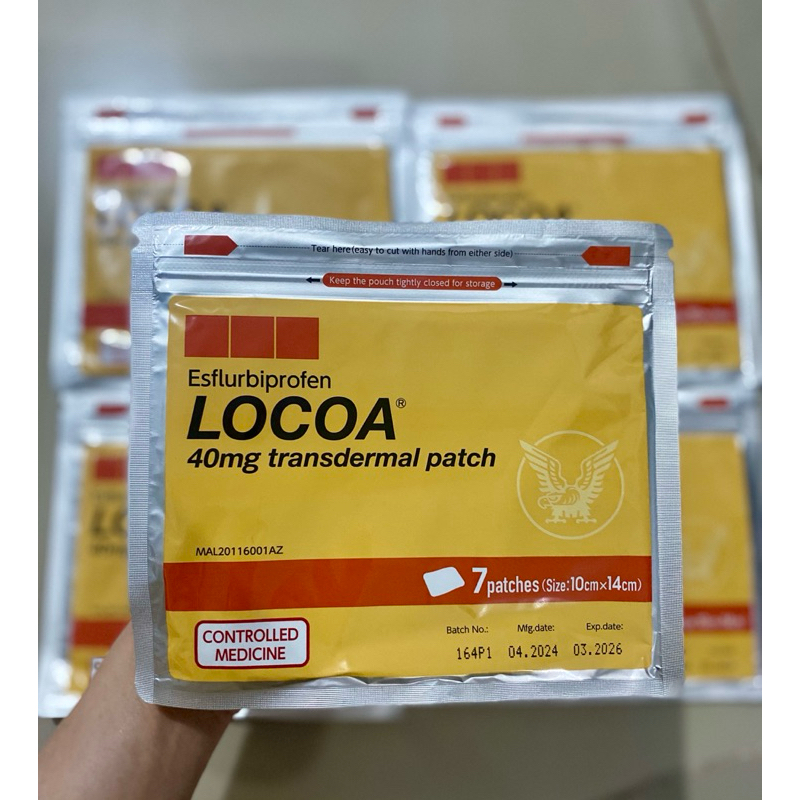 Tear here(easy to cut with hands from either side)
Keep the pouch tightly closed for storage
Esflurbiprofen
LOCOA®
40mg transdermal patch
MAL20116001AZ
7patches (Size:10cm×14cm)
CONTROLLED
MEDICINE
Batch No.: Mfg.date: Exp.date:
164P1 04.2024 03.2026